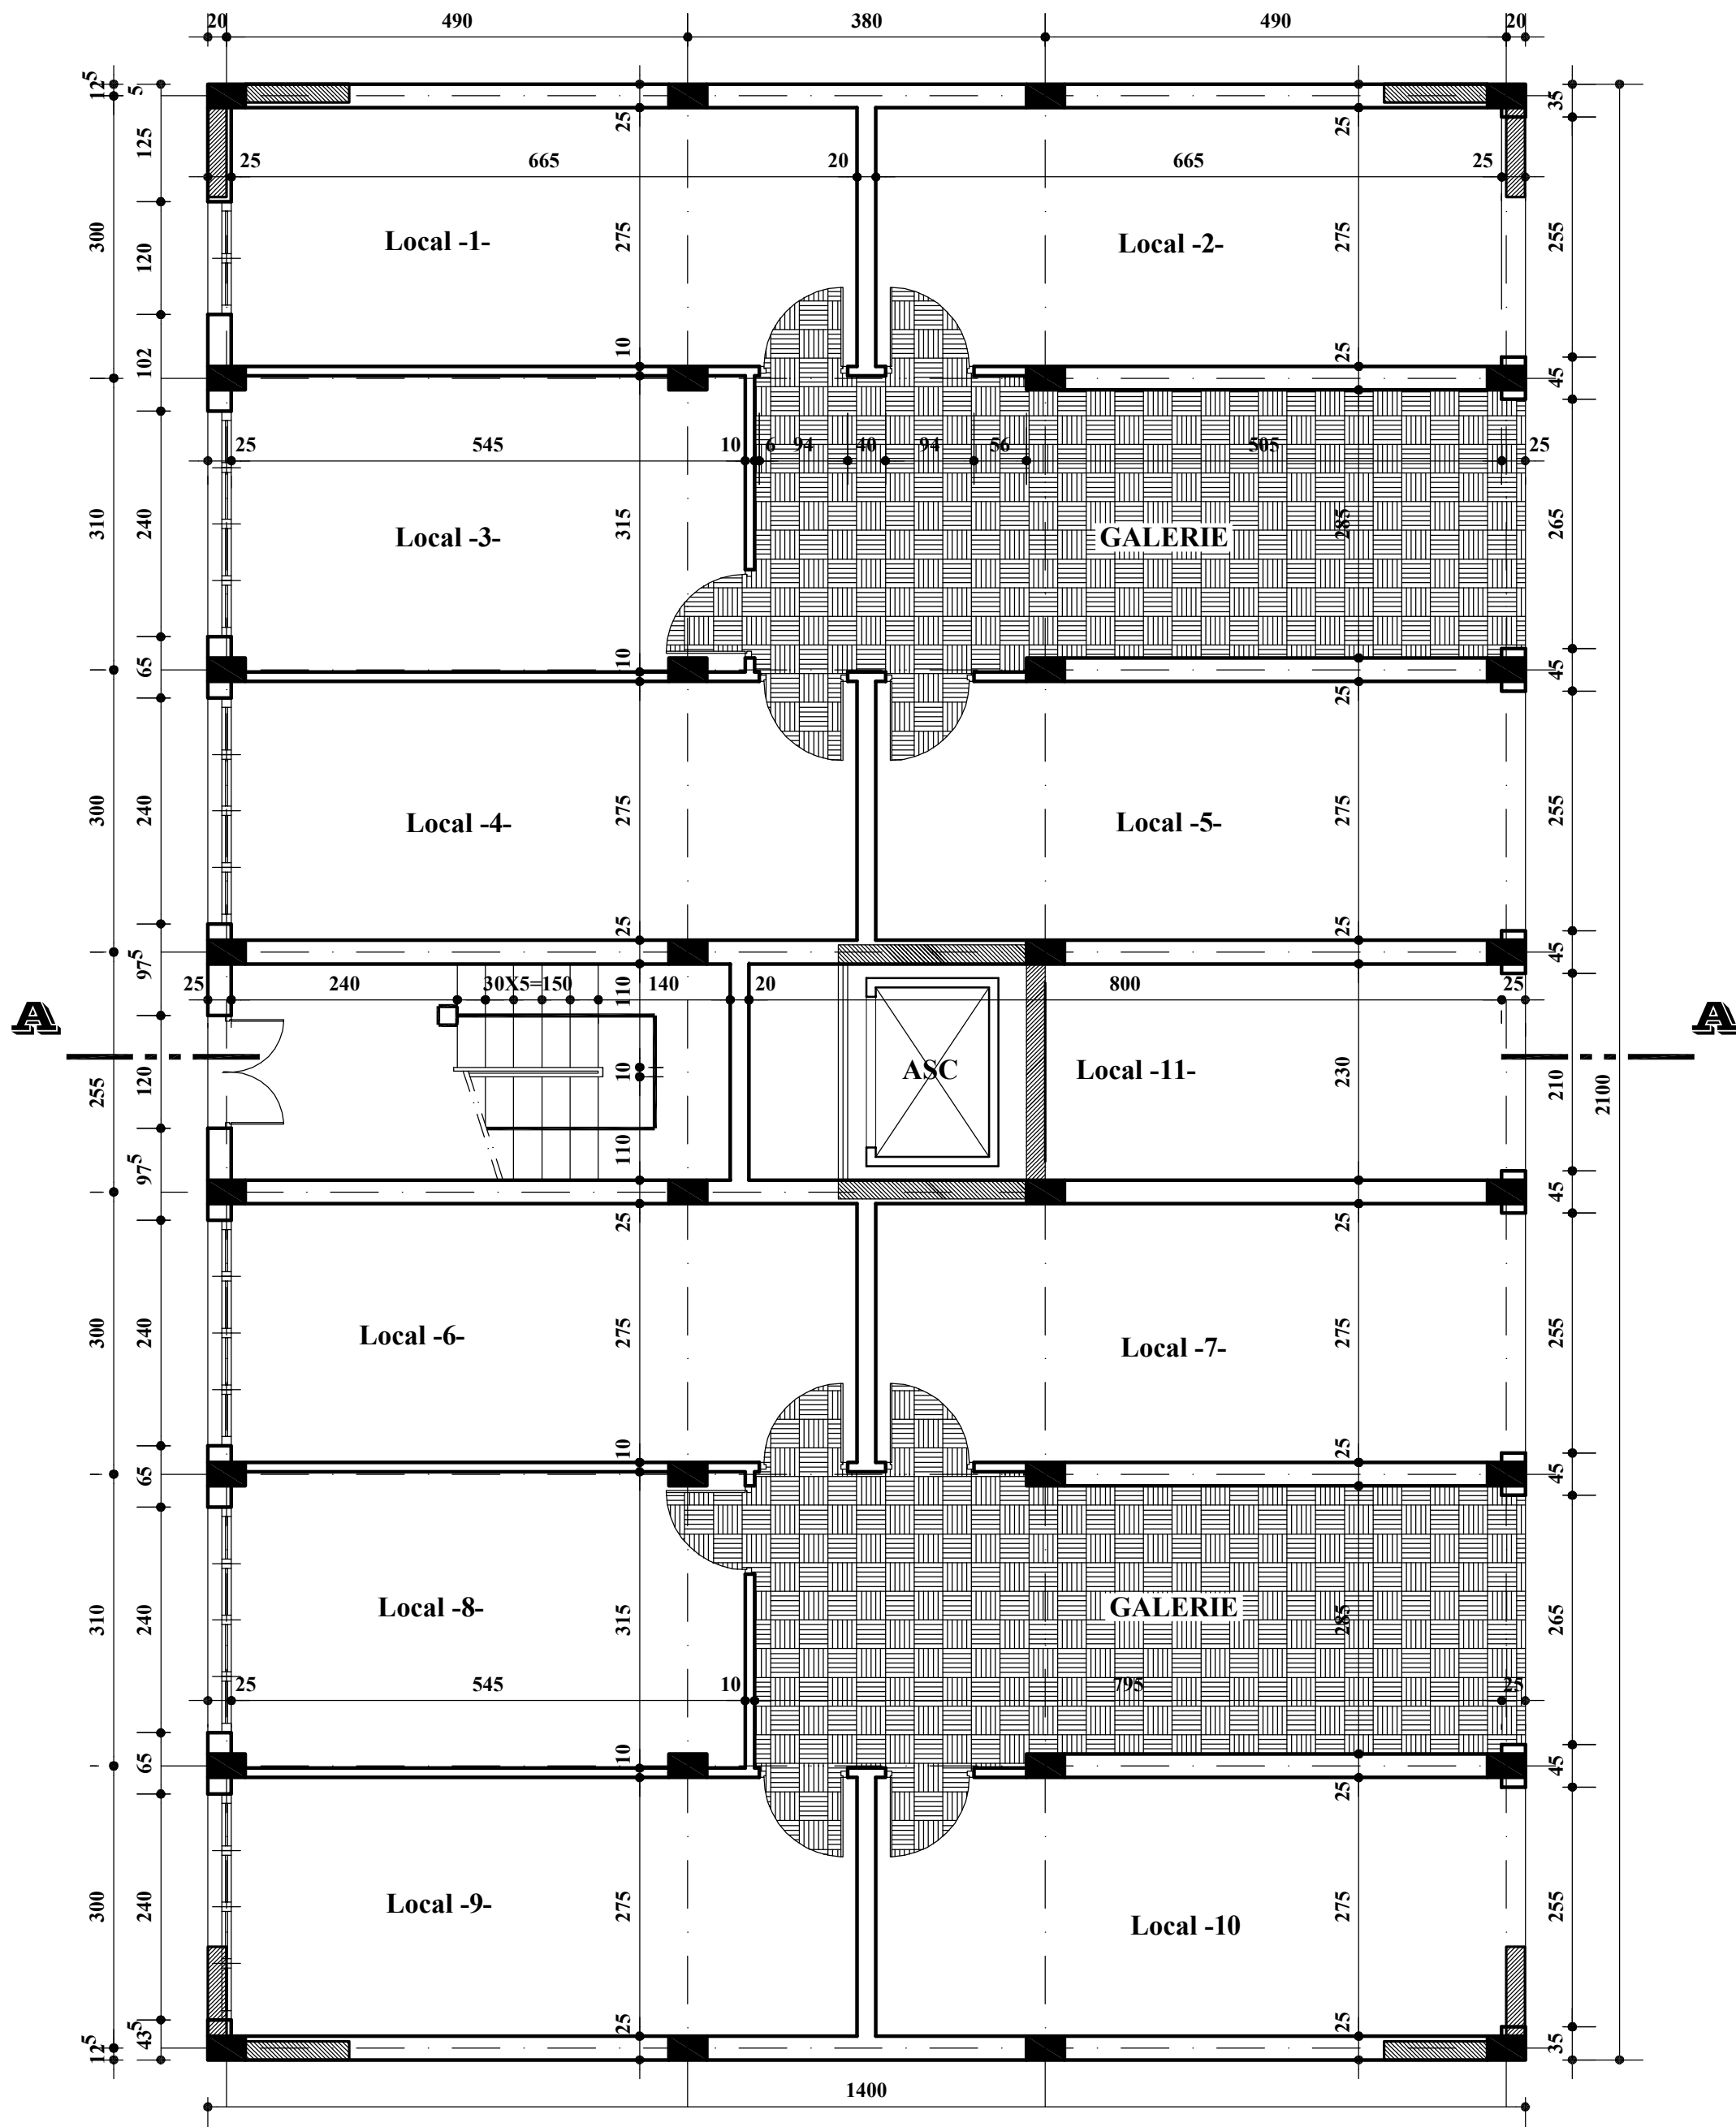 20 490 380 490 20
12⁵ 5 35
125 25 25
25 665 20 665 25
300 120 Local -1- 275 Local -2- 275 255
102 10 25 45
25 545 10 6 94 40 94 56 505 25
310 240 Local -3- 315 GALERIE 285 265
65 10 25 45
300 240 Local -4- 275 Local -5- 275 255
97⁵ 25 25 45
25 240 30X5=150 140 110 20 800 25
A A
255 120 10 ASC Local -11- 230 210 2100
97⁵ 110 45
25 25
300 240 Local -6- 275 Local -7- 275 255
65 10 25 45
310 240 Local -8- 315 GALERIE 285 265
25 545 10 795 25
65 10 25 45
300 240 Local -9- 275 Local -10 275 255
12⁵ 43⁵ 25 25 35
1400